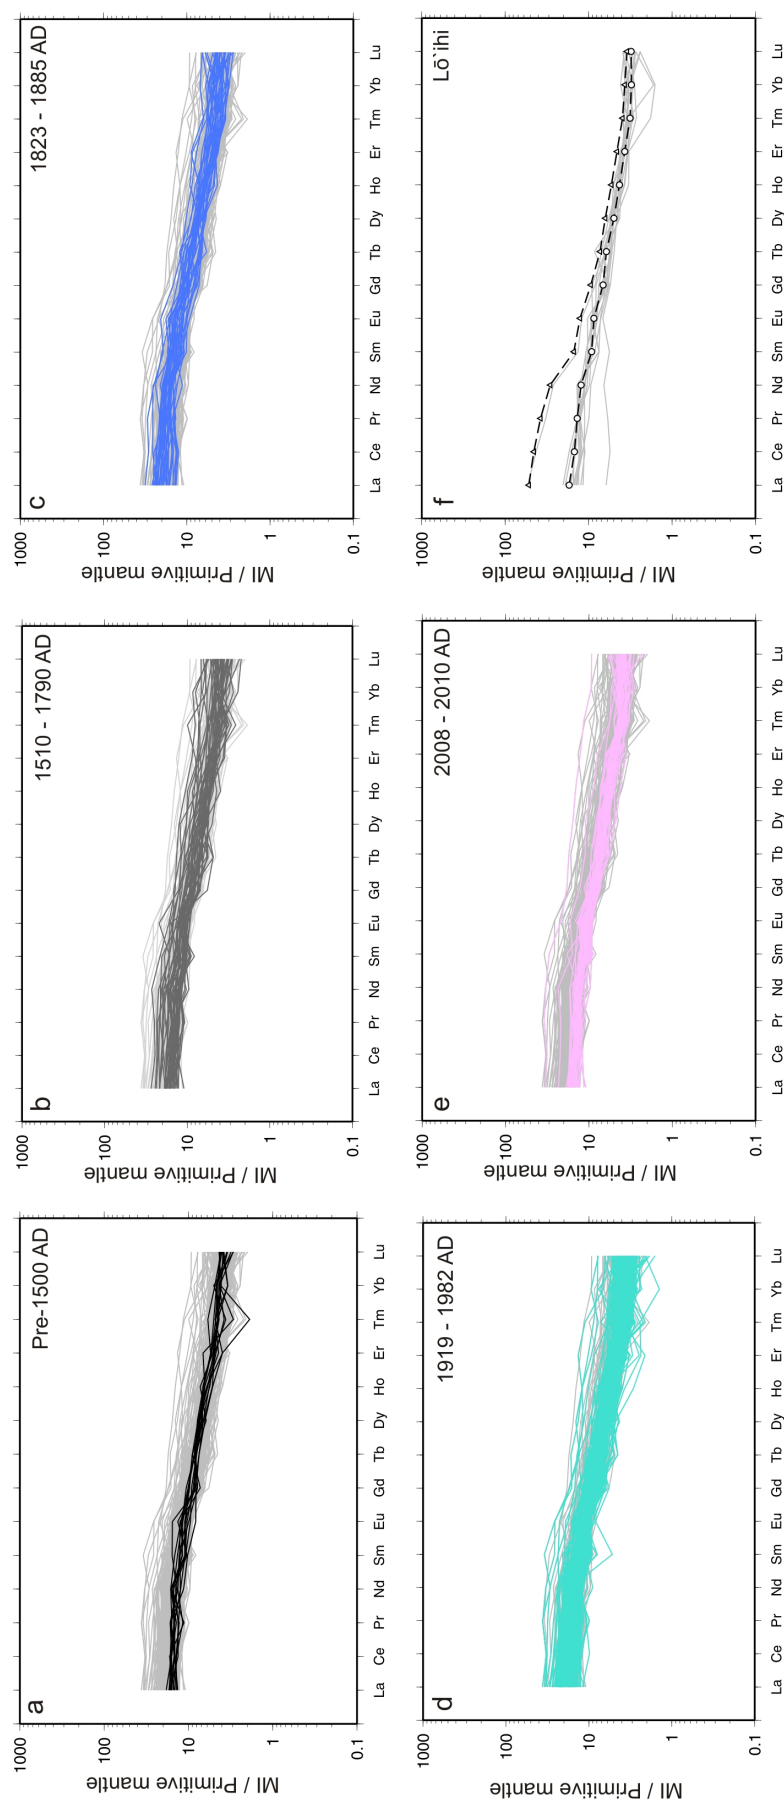 a
Pre-1500 AD
1000
100
10
1
0.1
MI / Primitive mantle
La Ce Pr Nd Sm Eu Gd Tb Dy Ho Er Tm Yb Lu
b
1510 - 1790 AD
1000
100
10
1
0.1
MI / Primitive mantle
La Ce Pr Nd Sm Eu Gd Tb Dy Ho Er Tm Yb Lu
c
1823 - 1885 AD
1000
100
10
1
0.1
MI / Primitive mantle
La Ce Pr Nd Sm Eu Gd Tb Dy Ho Er Tm Yb Lu
d
1919 - 1982 AD
1000
100
10
1
0.1
MI / Primitive mantle
La Ce Pr Nd Sm Eu Gd Tb Dy Ho Er Tm Yb Lu
e
2008 - 2010 AD
1000
100
10
1
0.1
MI / Primitive mantle
La Ce Pr Nd Sm Eu Gd Tb Dy Ho Er Tm Yb Lu
f
Lō`ihi
1000
100
10
1
0.1
MI / Primitive mantle
La Ce Pr Nd Sm Eu Gd Tb Dy Ho Er Tm Yb Lu